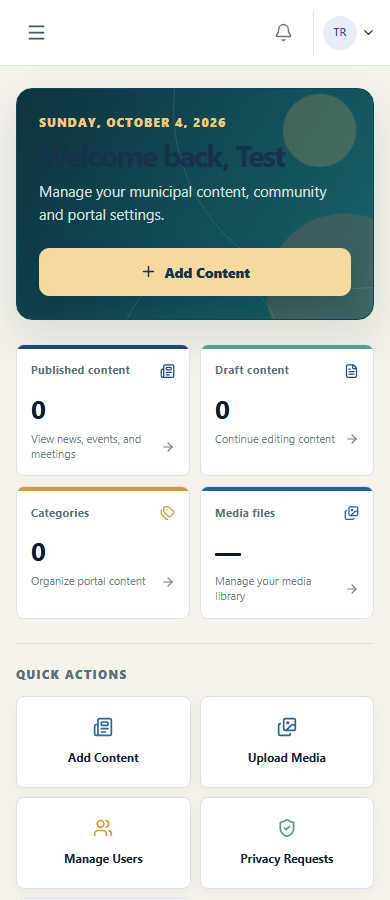 TR
SUNDAY, OCTOBER 4, 2026
Welcome back, Test
Manage your municipal content, community
and portal settings.
Add Content
Published content
0
View news, events, and
meetings
Draft content
0
Continue editing content
Categories
0
Organize portal content
Media files
—
Manage your media
library
QUICK ACTIONS
Add Content
Upload Media
Manage Users
Privacy Requests